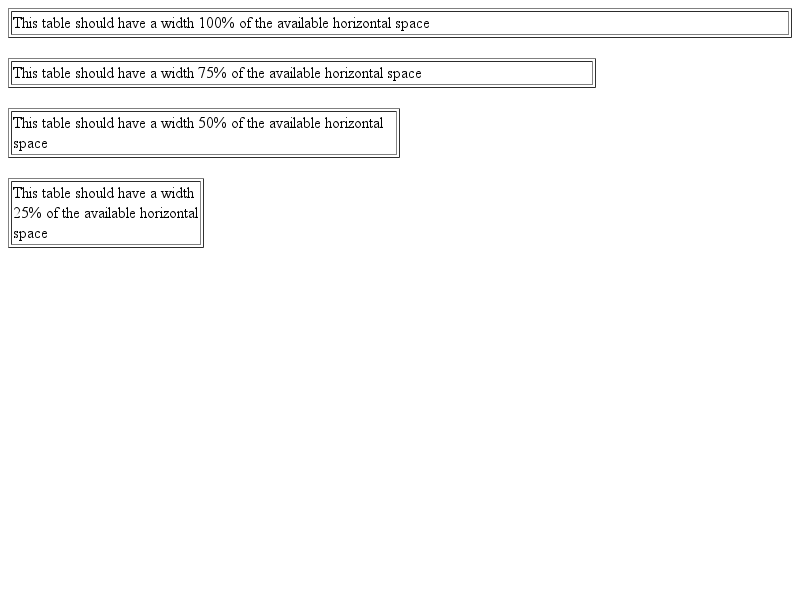 This table should have a width 100% of the available horizontal space
This table should have a width 75% of the available horizontal space
This table should have a width 50% of the available horizontal
space
This table should have a width
25% of the available horizontal
space